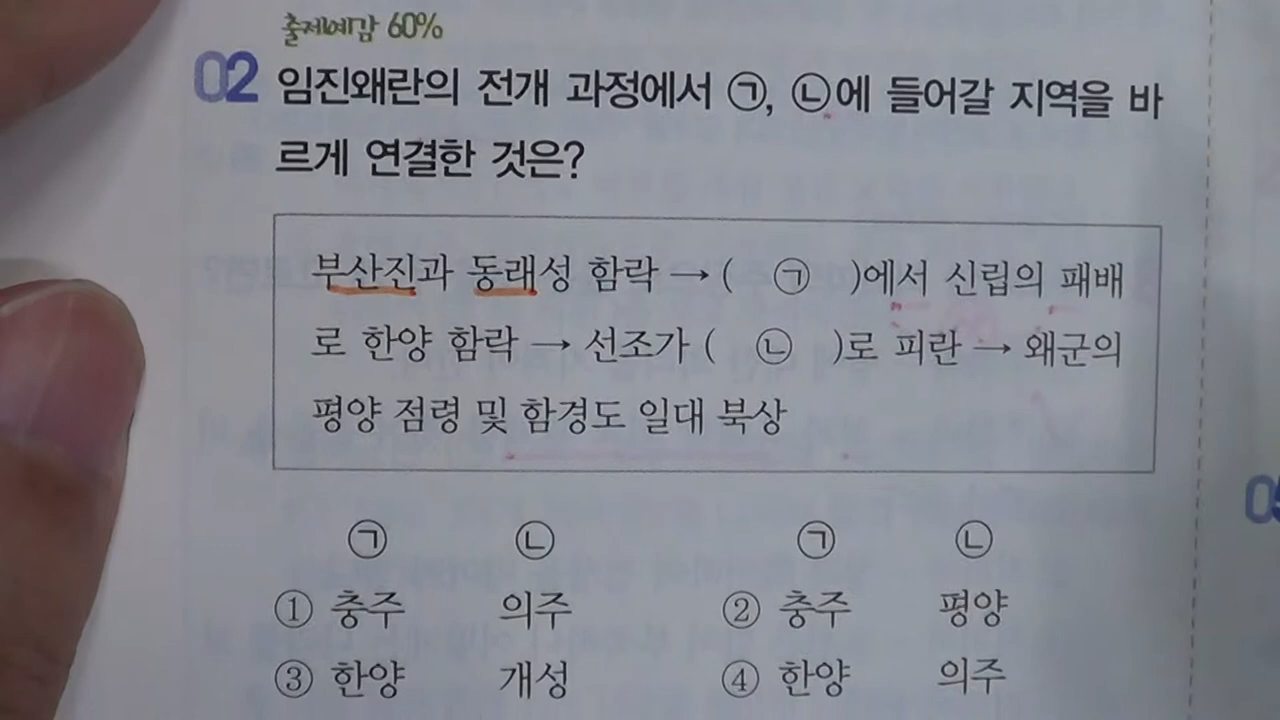 출제예감 60%
02 임진왜란의 전개 과정에서 ㉠, ㉡에 들어갈 지역을 바
르게 연결한 것은?
부산진과 동래성 함락 → ( ㉠ )에서 신립의 패배
로 한양 함락 → 선조가 ( ㉡ )로 피란 → 왜군의
평양 점령 및 함경도 일대 북상
㉠ ㉡ ㉠ ㉡
① 충주 의주 ② 충주 평양
③ 한양 개성 ④ 한양 의주